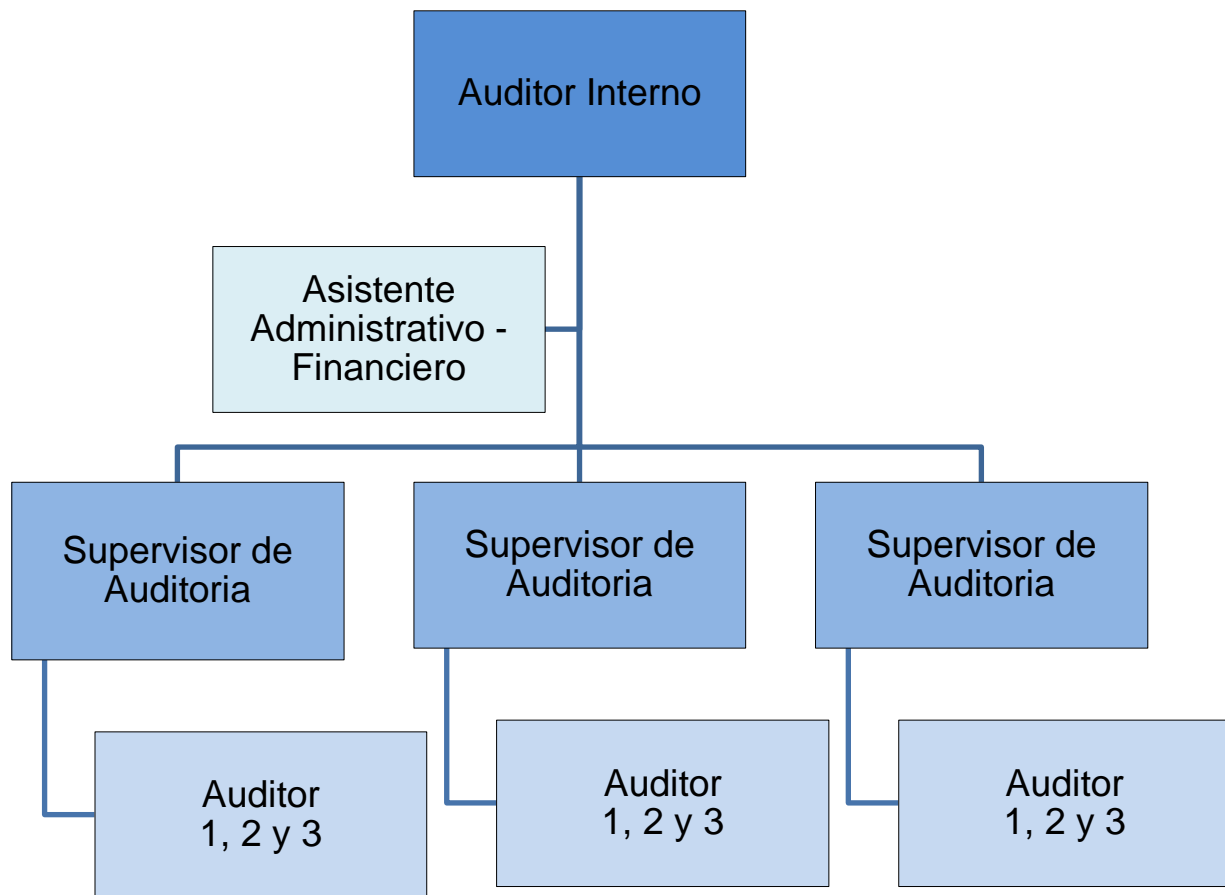 Auditor Interno
Asistente
Administrativo -
Financiero
Supervisor de
Auditoria
Supervisor de
Auditoria
Supervisor de
Auditoria
Auditor
1, 2 y 3
Auditor
1, 2 y 3
Auditor
1, 2 y 3